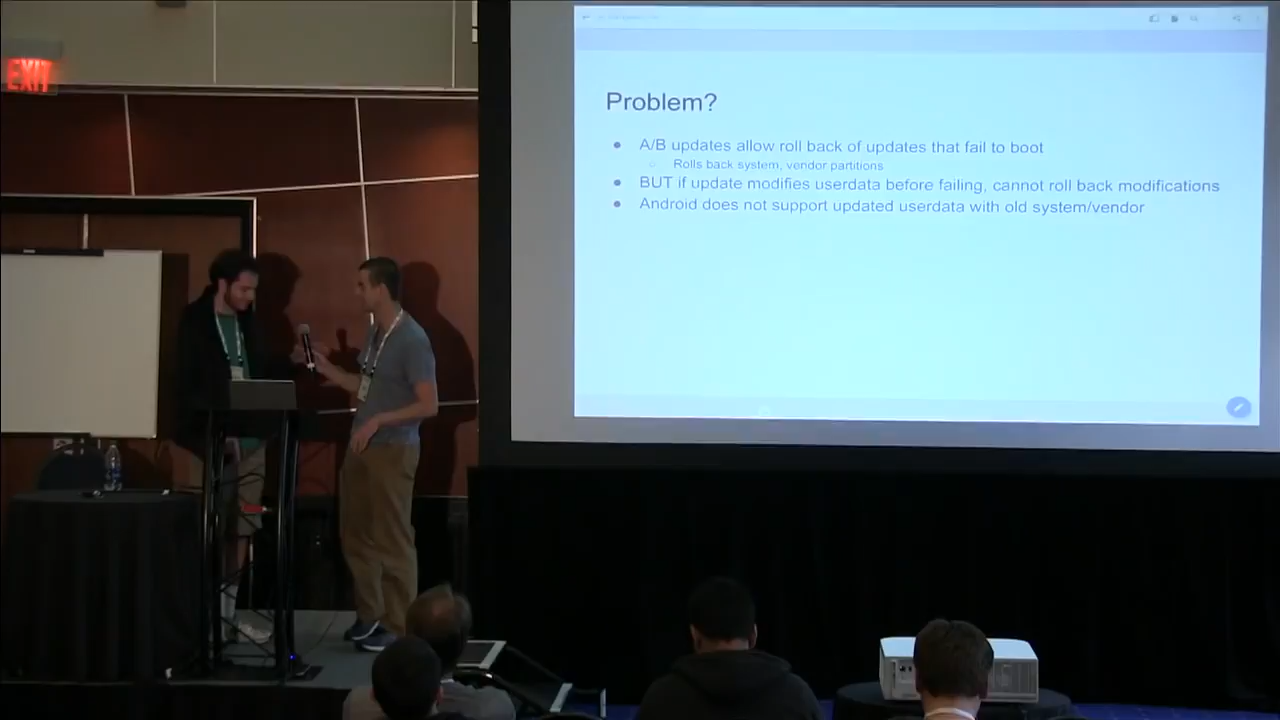 EXIT
Problem?
A/B updates allow roll back of updates that fail to boot
Rolls back system, vendor partitions
BUT if update modifies userdata before failing, cannot roll back modifications
Android does not support updated userdata with old system/vendor